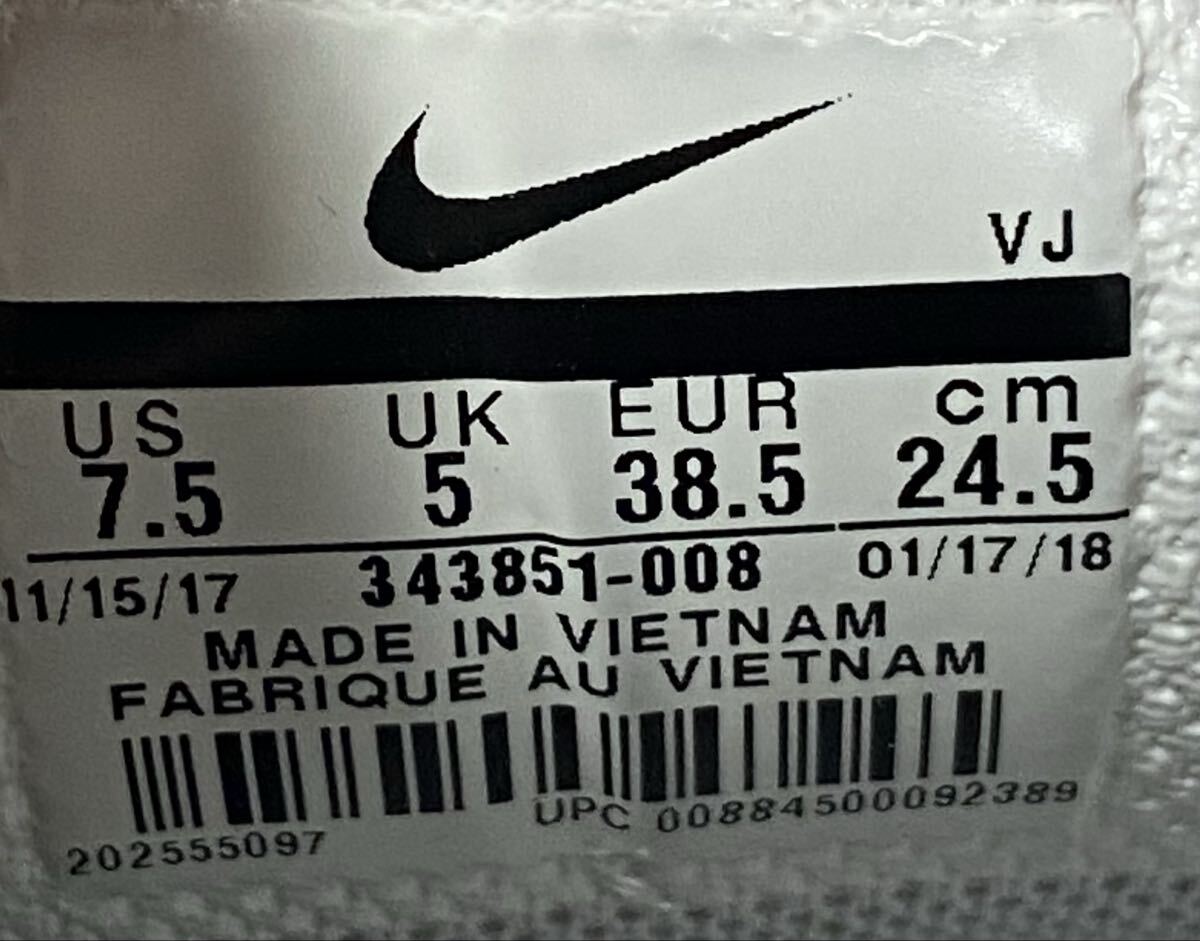 VJ
US UK EUR cm
7.5 5 38.5 24.5
11/15/17 343851-008 01/17/18
MADE IN VIETNAM
FABRIQUE AU VIETNAM
UPC 00884500092389
202555097